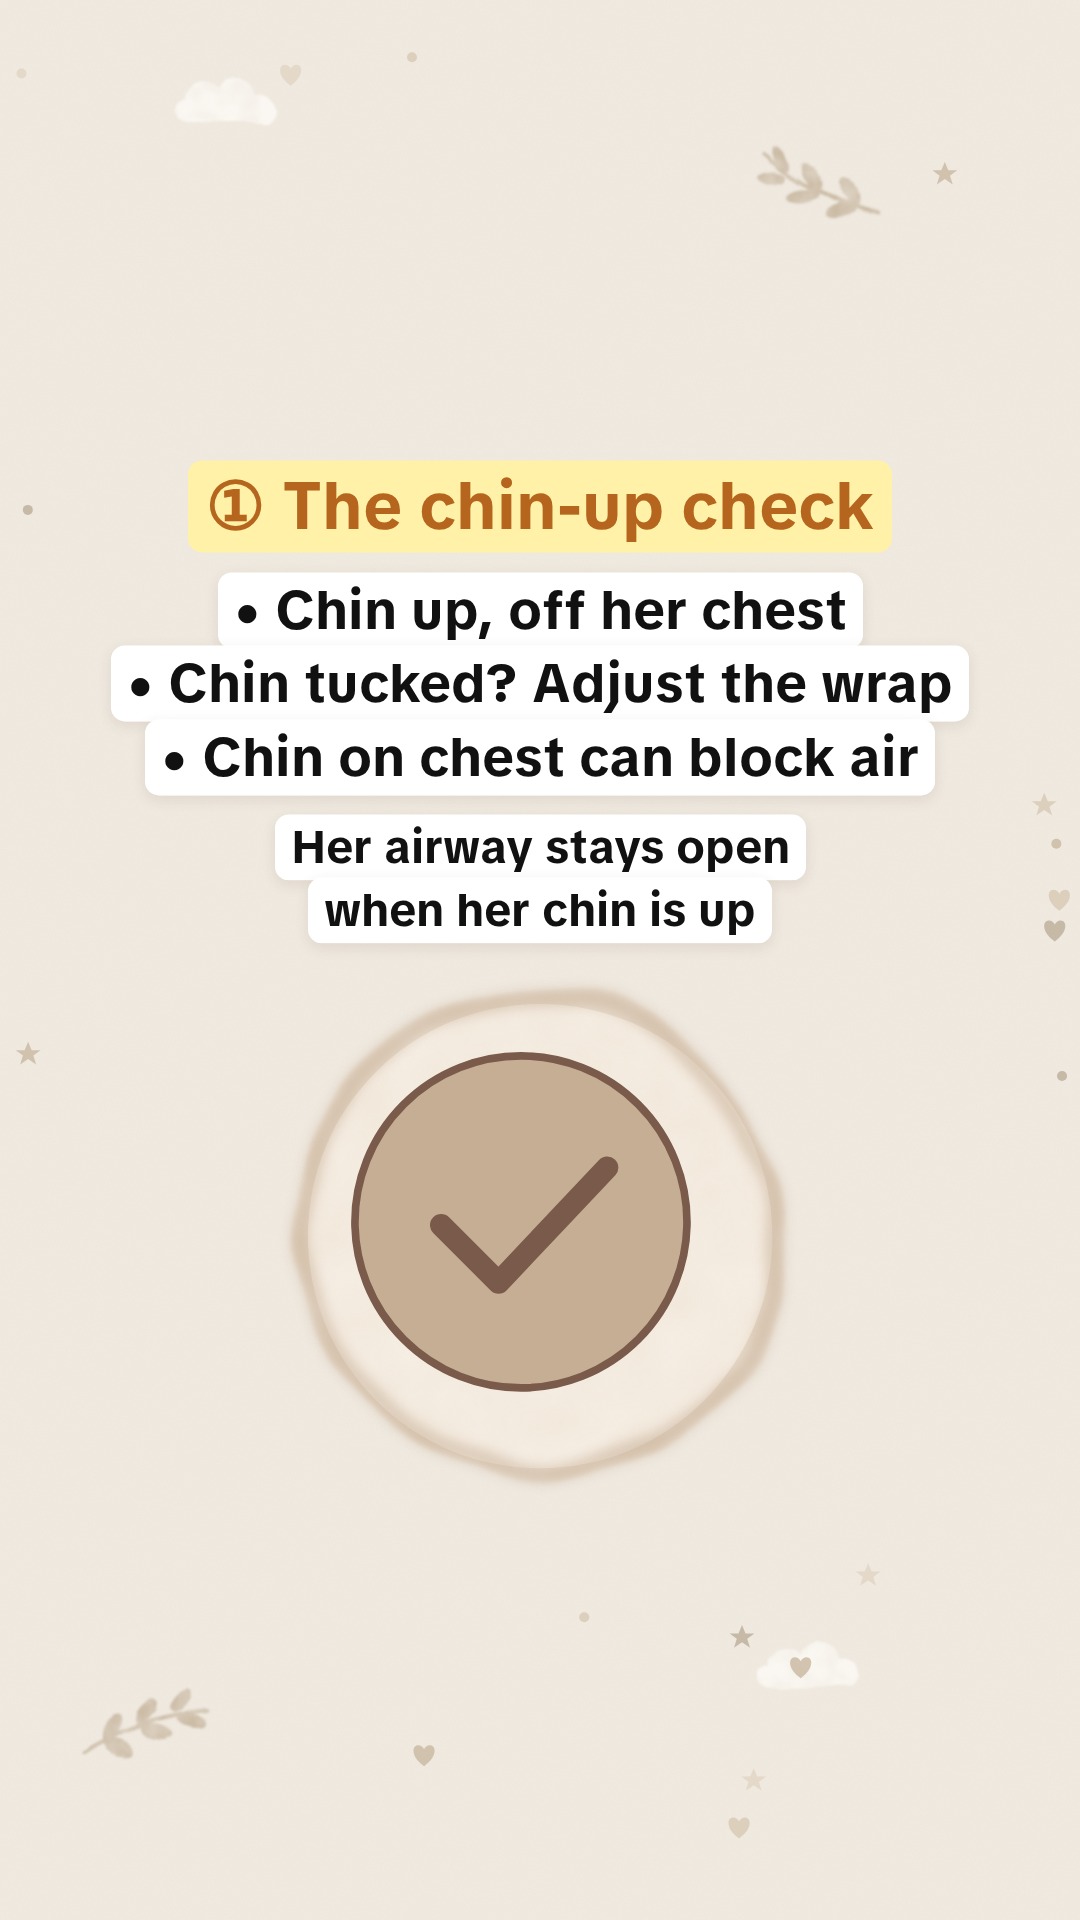 ① The chin-up check
• Chin up, off her chest
• Chin tucked? Adjust the wrap
• Chin on chest can block air
Her airway stays open
when her chin is up